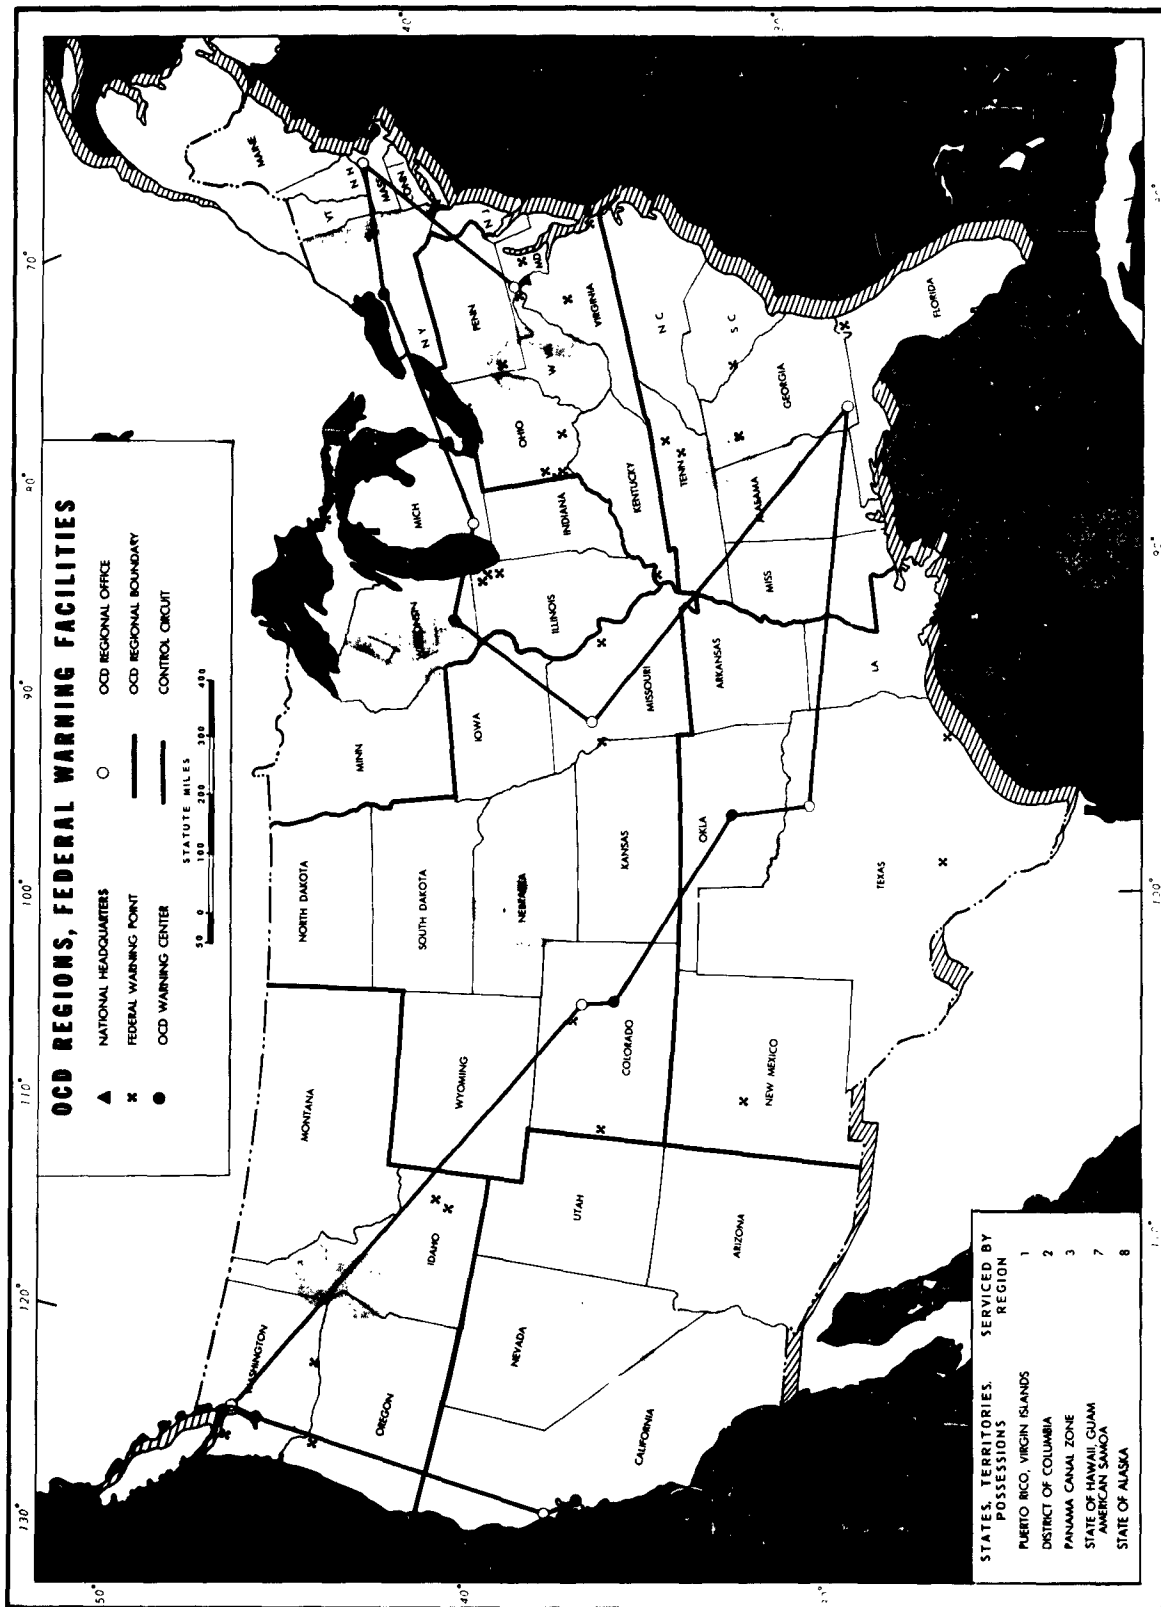 OCD REGIONS, FEDERAL WARNING FACILITIES
NATIONAL HEADQUARTERS
OCD REGIONAL OFFICE
FEDERAL WARNING POINT
OCD REGIONAL BOUNDARY
OCD WARNING CENTER
CONTROL CIRCUIT
STATUTE MILES
50 0 100 200 300 400
130°
120°
110°
100°
90°
80°
70°
50°
40°
WASHINGTON
OREGON
CALIFORNIA
NEVADA
IDAHO
MONTANA
WYOMING
UTAH
ARIZONA
COLORADO
NEW MEXICO
NORTH DAKOTA
SOUTH DAKOTA
NEBRASKA
KANSAS
OKLA
TEXAS
MINN
IOWA
MISSOURI
ARKANSAS
LA
WISCONSIN
ILLINOIS
MICH
INDIANA
OHIO
KENTUCKY
TENN
MISS
ALABAMA
GEORGIA
FLORIDA
S C
N C
VIRGINIA
W VA
MD
PENN
N J
N Y
CONN
MASS
VT
N H
MAINE
40°
30°
100°
90°
STATES, TERRITORIES,
POSSESSIONS
SERVICED BY
REGION
PUERTO RICO, VIRGIN ISLANDS 1
DISTRICT OF COLUMBIA 2
PANAMA CANAL ZONE 3
STATE OF HAWAII, GUAM 7
AMERICAN SAMOA
STATE OF ALASKA 8